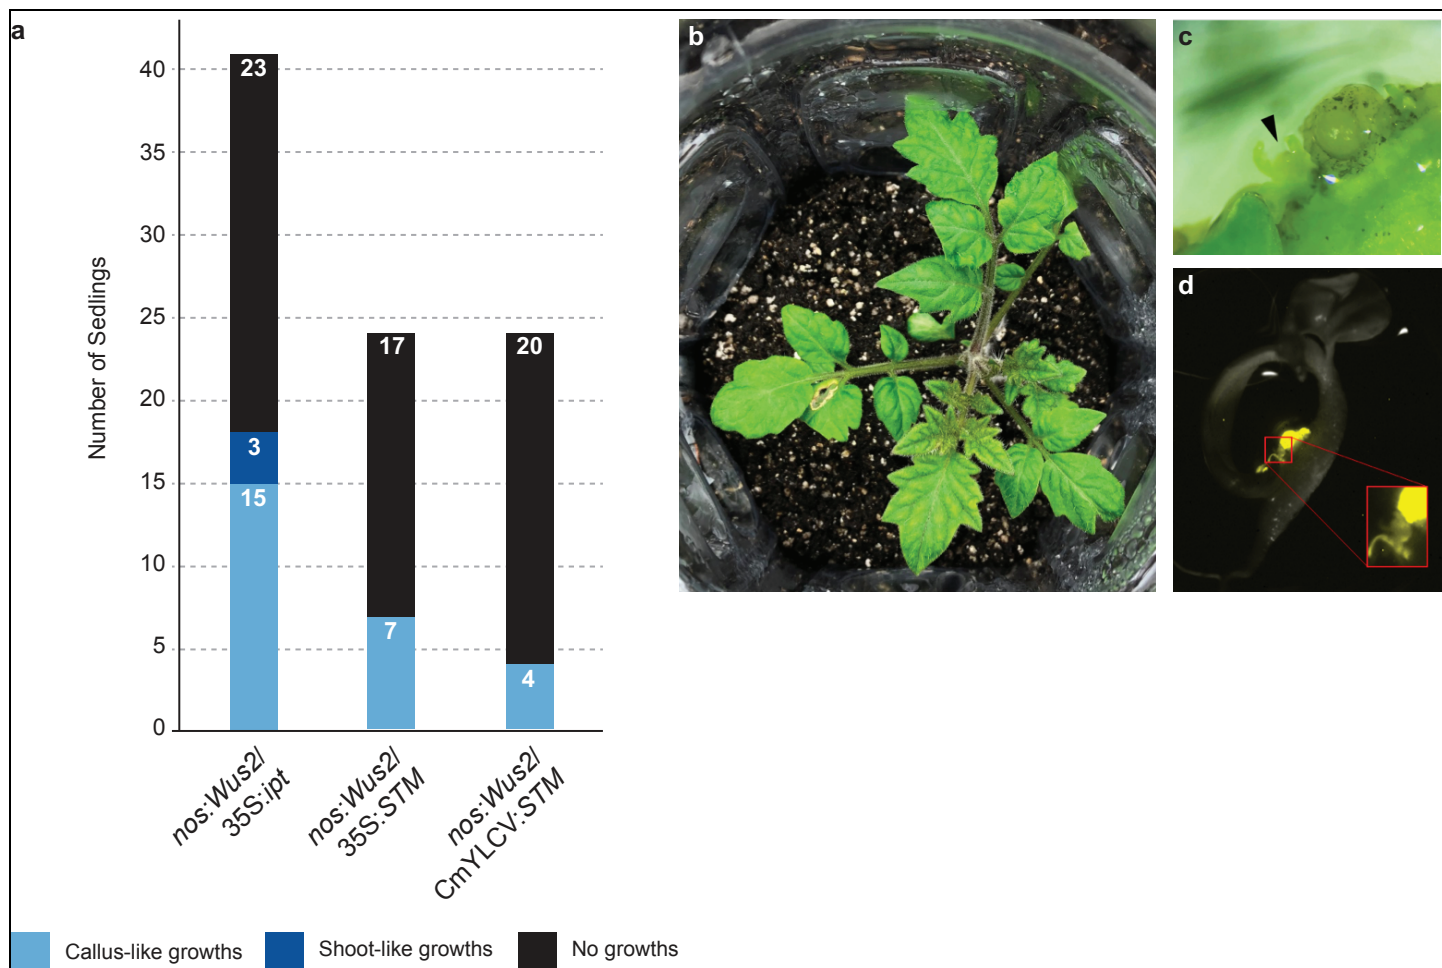 a
40
35
30
25
20
15
10
5
0
Number of Sedlings
23
3
15
17
7
20
4
nos:Wus2/
35S:ipt
nos:Wus2/
35S:STM
nos:Wus2/
CmYLCV:STM
Callus-like growths
Shoot-like growths
No growths
b
c
d